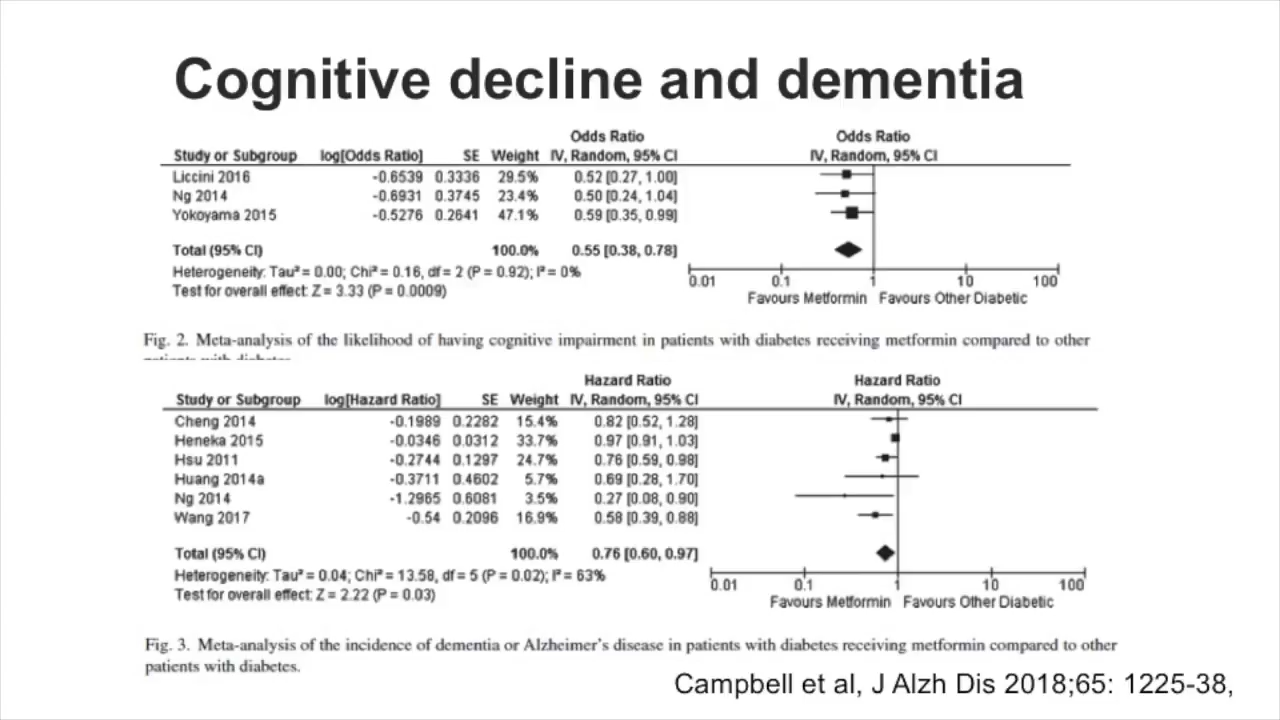 Cognitive decline and dementia
Odds Ratio Odds Ratio
Study or Subgroup log[Odds Ratio] SE Weight IV, Random, 95% CI IV, Random, 95% CI
Liccini 2016 -0.6539 0.3336 29.5% 0.52 [0.27, 1.00]
Ng 2014 -0.6931 0.3745 23.4% 0.50 [0.24, 1.04]
Yokoyama 2015 -0.5276 0.2641 47.1% 0.59 [0.35, 0.99]
Total (95% CI) 100.0% 0.55 [0.38, 0.78]
Heterogeneity: Tau² = 0.00; Chi² = 0.16, df = 2 (P = 0.92); I² = 0%
Test for overall effect: Z = 3.33 (P = 0.0009)
0.01 0.1 1 10 100
Favours Metformin Favours Other Diabetic
Fig. 2. Meta-analysis of the likelihood of having cognitive impairment in patients with diabetes receiving metformin compared to other
patients with diabetes.
Hazard Ratio Hazard Ratio
Study or Subgroup log[Hazard Ratio] SE Weight IV, Random, 95% CI IV, Random, 95% CI
Cheng 2014 -0.1989 0.2282 15.4% 0.82 [0.52, 1.28]
Heneka 2015 -0.0346 0.0312 33.7% 0.97 [0.91, 1.03]
Hsu 2011 -0.2744 0.1297 24.7% 0.76 [0.59, 0.98]
Huang 2014a -0.3711 0.4602 5.7% 0.69 [0.28, 1.70]
Ng 2014 -1.2965 0.6081 3.5% 0.27 [0.08, 0.90]
Wang 2017 -0.54 0.2096 16.9% 0.58 [0.39, 0.88]
Total (95% CI) 100.0% 0.76 [0.60, 0.97]
Heterogeneity: Tau² = 0.04; Chi² = 13.58, df = 5 (P = 0.02); I² = 63%
Test for overall effect: Z = 2.22 (P = 0.03)
0.01 0.1 1 10 100
Favours Metformin Favours Other Diabetic
Fig. 3. Meta-analysis of the incidence of dementia or Alzheimer's disease in patients with diabetes receiving metformin compared to other
patients with diabetes.
Campbell et al, J Alzh Dis 2018;65: 1225-38,